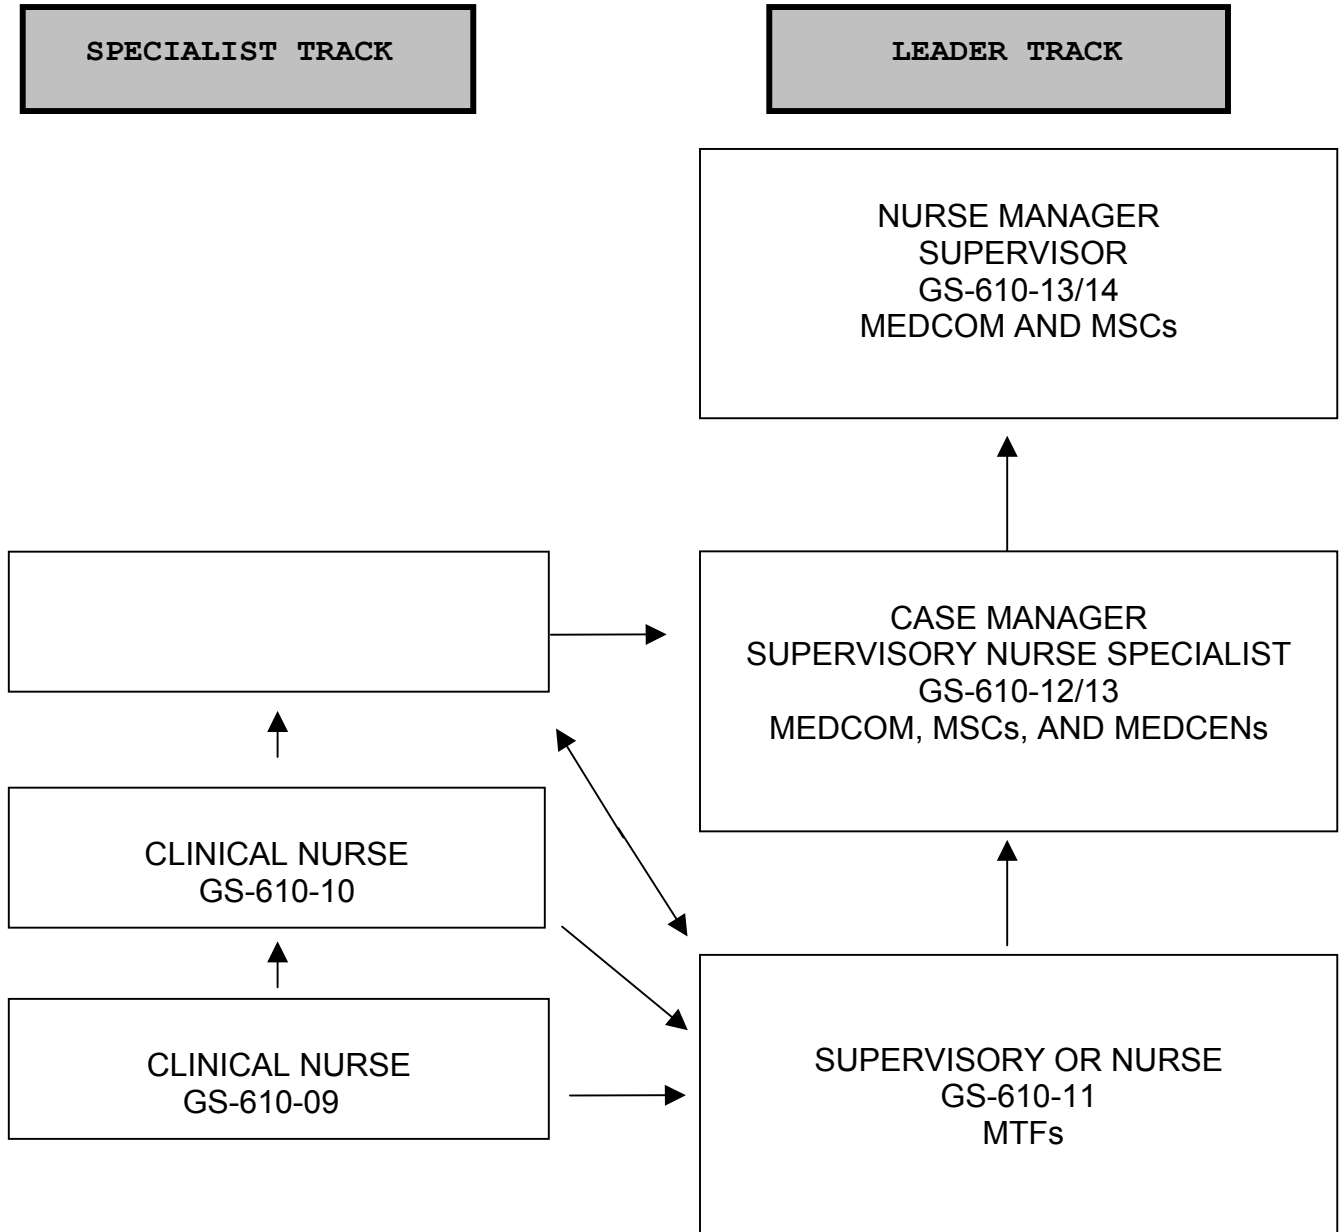 SPECIALIST TRACK
LEADER TRACK
NURSE MANAGER
SUPERVISOR
GS-610-13/14
MEDCOM AND MSCs
CASE MANAGER
SUPERVISORY NURSE SPECIALIST
GS-610-12/13
MEDCOM, MSCs, AND MEDCENs
CLINICAL NURSE
GS-610-10
CLINICAL NURSE
GS-610-09
SUPERVISORY OR NURSE
GS-610-11
MTFs